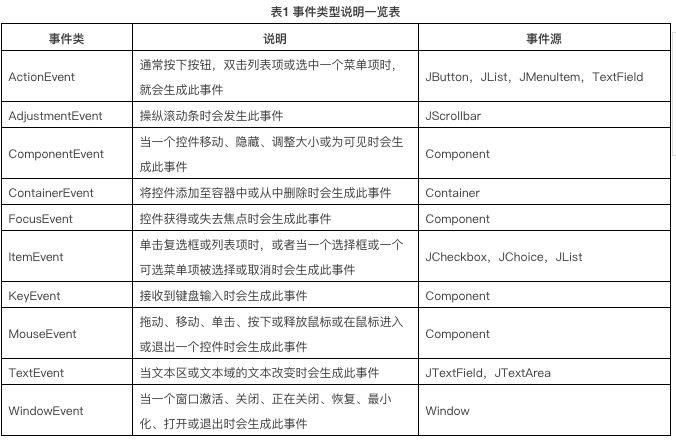 表1 事件类型说明一览表
事件类 说明 事件源
ActionEvent 通常按下按钮，双击列表项或选中一个菜单项时，
就会生成此事件 JButton，JList，JMenuItem，TextField
AdjustmentEvent 操纵滚动条时会发生此事件 JScrollbar
ComponentEvent 当一个控件移动、隐藏、调整大小或为可见时会生
成此事件 Component
ContainerEvent 将控件添加至容器中或从中删除时会生成此事件 Container
FocusEvent 控件获得或失去焦点时会生成此事件 Component
ItemEvent 单击复选框或列表项时，或者当一个选择框或一个
可选菜单项被选择或取消时会生成此事件 JCheckbox，JChoice，JList
KeyEvent 接收到键盘输入时会生成此事件 Component
MouseEvent 拖动、移动、单击、按下或释放鼠标或在鼠标进入
或退出一个控件时会生成此事件 Component
TextEvent 当文本区或文本域的文本改变时会生成此事件 JTextField，JTextArea
WindowEvent 当一个窗口激活、关闭、正在关闭、恢复、最小
化、打开或退出时会生成此事件 Window